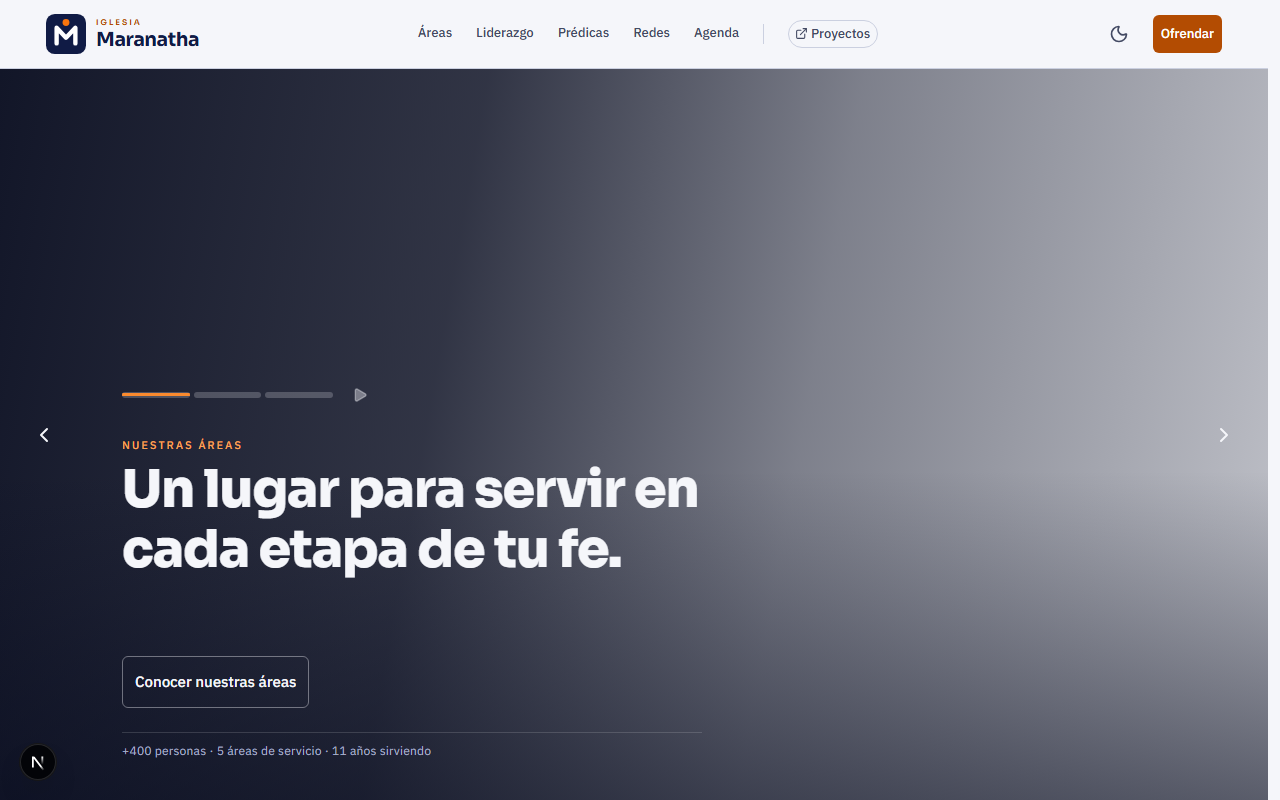 IGLESIA
Maranatha
Áreas
Liderazgo
Prédicas
Redes
Agenda
Proyectos
Ofrendar
NUESTRAS ÁREAS
Un lugar para servir en
cada etapa de tu fe.
Conocer nuestras áreas
+400 personas · 5 áreas de servicio · 11 años sirviendo